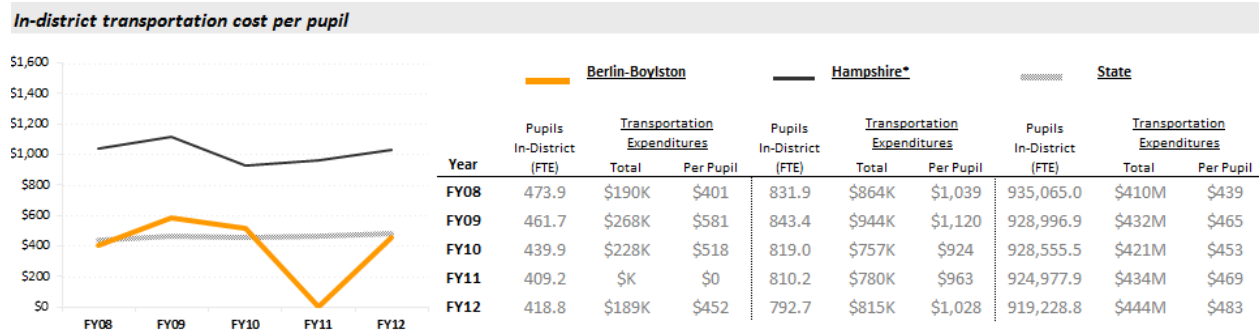 In-district transportation cost per pupil
$1,600
$1,400
$1,200
$1,000
$800
$600
$400
$200
$0
FY08 FY09 FY10 FY11 FY12
Berlin-Boylston Hampshire* State
Pupils In-District (FTE) Transportation Expenditures Pupils In-District (FTE) Transportation Expenditures Pupils In-District (FTE) Transportation Expenditures
Year Total Per Pupil Total Per Pupil Total Per Pupil
FY08 473.9 $190K $401 831.9 $864K $1,039 935,065.0 $410M $439
FY09 461.7 $268K $581 843.4 $944K $1,120 928,996.9 $432M $465
FY10 439.9 $228K $518 819.0 $757K $924 928,555.5 $421M $453
FY11 409.2 $K $0 810.2 $780K $963 924,977.9 $434M $469
FY12 418.8 $189K $452 792.7 $815K $1,028 919,228.8 $444M $483